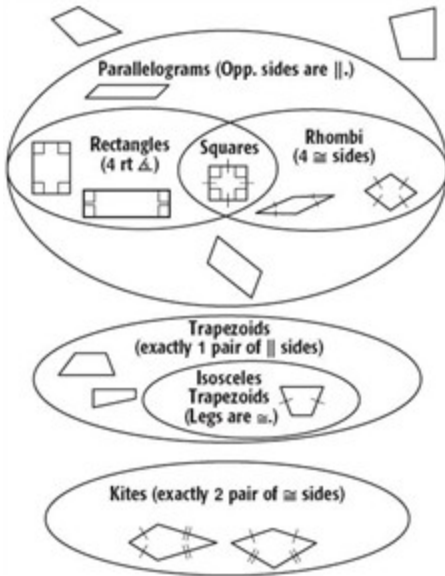 Parallelograms (Opp. sides are ||.)
Rectangles
(4 rt ∡)
Squares
Rhombi
(4 ≅ sides)
Trapezoids
(exactly 1 pair of || sides)
Isosceles
Trapezoids
(Legs are ≅.)
Kites (exactly 2 pair of ≅ sides)